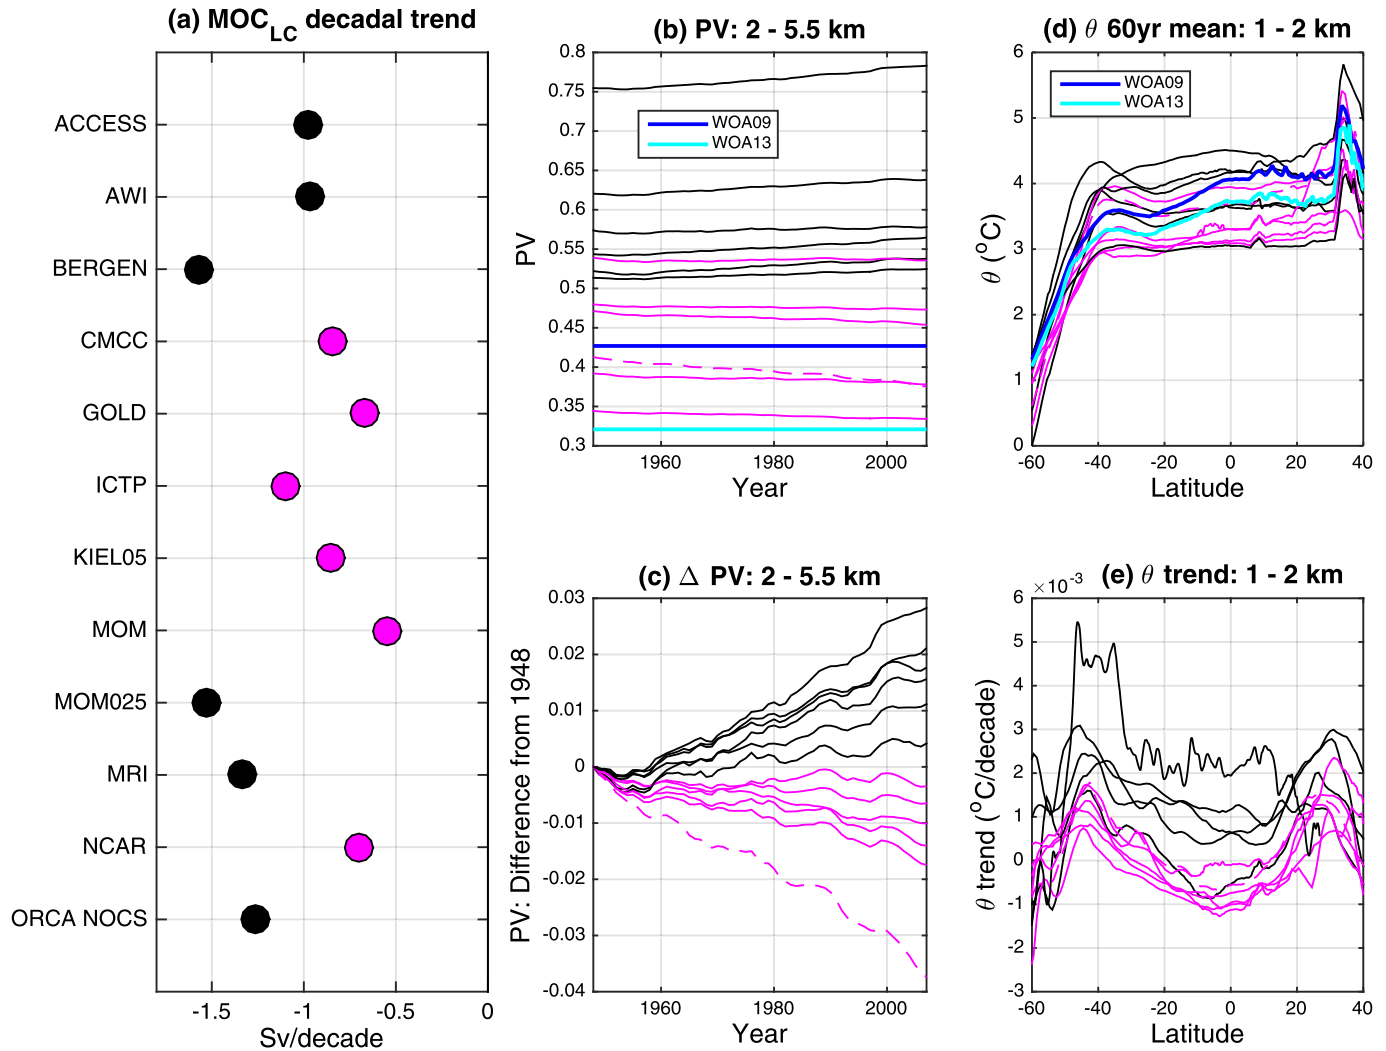 (a) MOC_LC decadal trend
ACCESS
AWI
BERGEN
CMCC
GOLD
ICTP
KIEL05
MOM
MOM025
MRI
NCAR
ORCA NOCS
-1.5 -1 -0.5 0
Sv/decade
(b) PV: 2 - 5.5 km
PV
0.8
0.75
0.7
0.65
0.6
0.55
0.5
0.45
0.4
0.35
0.3
WOA09
WOA13
1960 1980 2000
Year
(c) Δ PV: 2 - 5.5 km
PV: Difference from 1948
0.03
0.02
0.01
0
-0.01
-0.02
-0.03
-0.04
1960 1980 2000
Year
(d) θ 60yr mean: 1 - 2 km
θ (°C)
6
5
4
3
2
1
0
WOA09
WOA13
-60 -40 -20 0 20 40
Latitude
(e) θ trend: 1 - 2 km
×10⁻³
θ trend (°C/decade)
6
5
4
3
2
1
0
-1
-2
-3
-60 -40 -20 0 20 40
Latitude